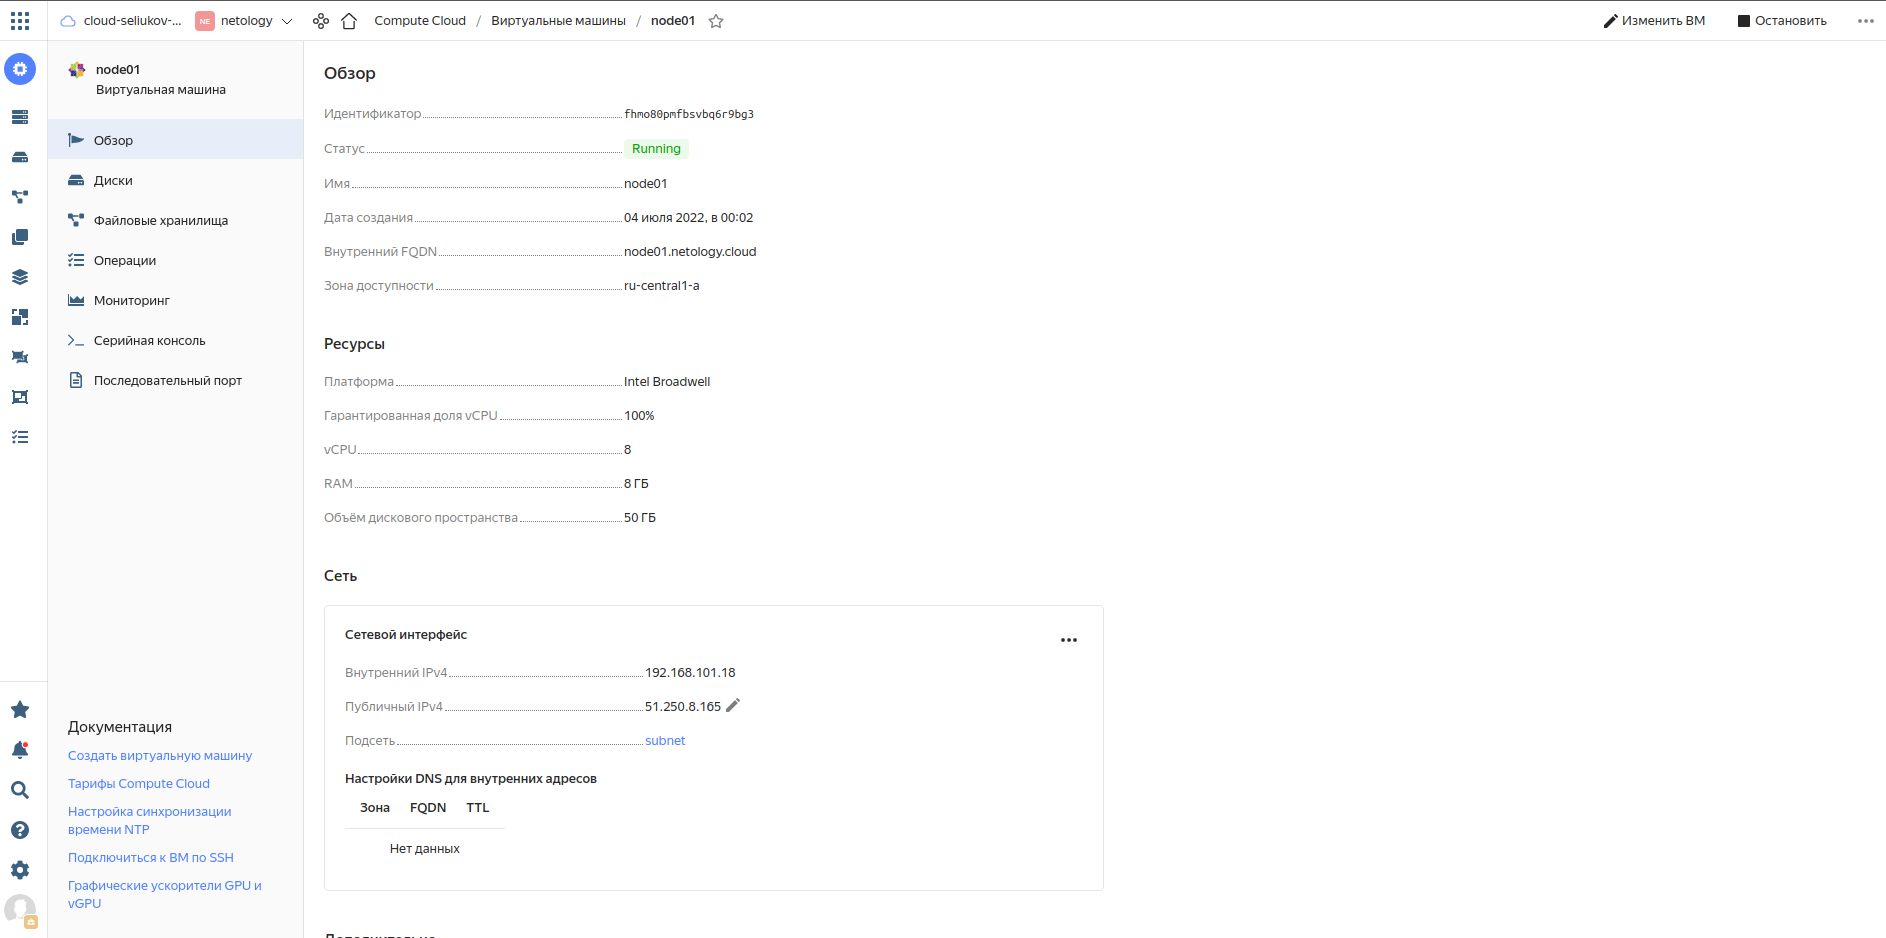 cloud-seliukov-...
NE
netology
Compute Cloud / Виртуальные машины / node01
Изменить ВМ
Остановить
node01
Виртуальная машина
Обзор
Диски
Файловые хранилища
Операции
Мониторинг
Серийная консоль
Последовательный порт
Документация
Создать виртуальную машину
Тарифы Compute Cloud
Настройка синхронизации
времени NTP
Подключиться к ВМ по SSH
Графические ускорители GPU и
vGPU
Обзор
Идентификатор fhmo80pmfbsvbq6r9bg3
Статус Running
Имя node01
Дата создания 04 июля 2022, в 00:02
Внутренний FQDN node01.netology.cloud
Зона доступности ru-central1-a
Ресурсы
Платформа Intel Broadwell
Гарантированная доля vCPU 100%
vCPU 8
RAM 8 ГБ
Объём дискового пространства 50 ГБ
Сеть
Сетевой интерфейс
Внутренний IPv4 192.168.101.18
Публичный IPv4 51.250.8.165
Подсеть subnet
Настройки DNS для внутренних адресов
Зона FQDN TTL
Нет данных
Дополнительно